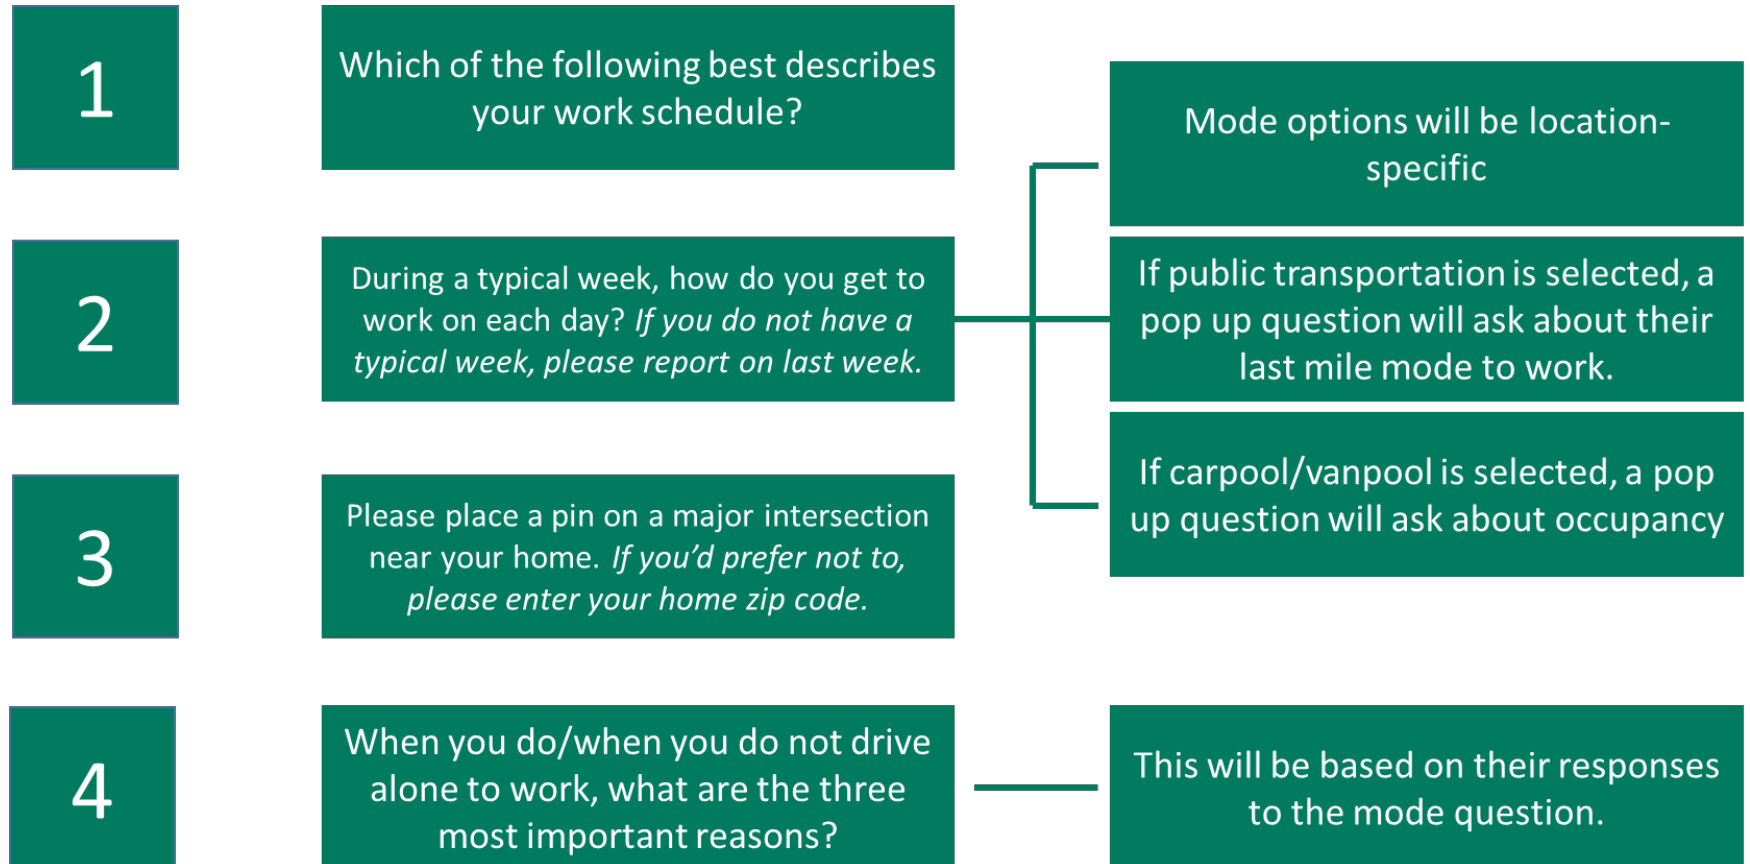 1
Which of the following best describes
your work schedule?
Mode options will be location-
specific
2
During a typical week, how do you get to
work on each day? If you do not have a
typical week, please report on last week.
If public transportation is selected, a
pop up question will ask about their
last mile mode to work.
If carpool/vanpool is selected, a pop
up question will ask about occupancy
3
Please place a pin on a major intersection
near your home. If you’d prefer not to,
please enter your home zip code.
4
When you do/when you do not drive
alone to work, what are the three
most important reasons?
This will be based on their responses
to the mode question.